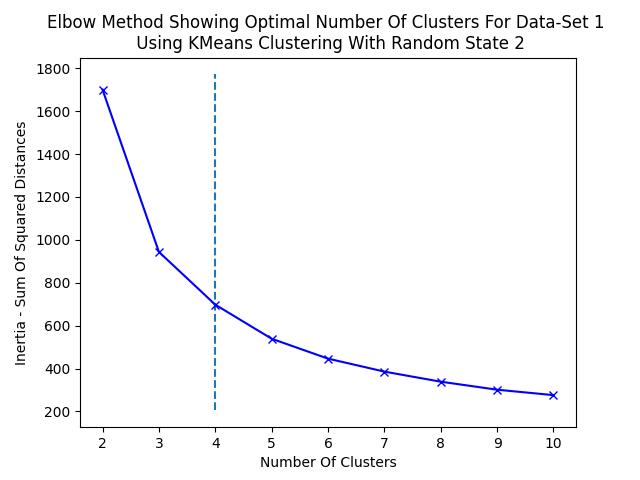 Elbow Method Showing Optimal Number Of Clusters For Data-Set 1
Using KMeans Clustering With Random State 2
1800
1600
1400
1200
1000
800
600
400
200
Inertia - Sum Of Squared Distances
2 3 4 5 6 7 8 9 10
Number Of Clusters